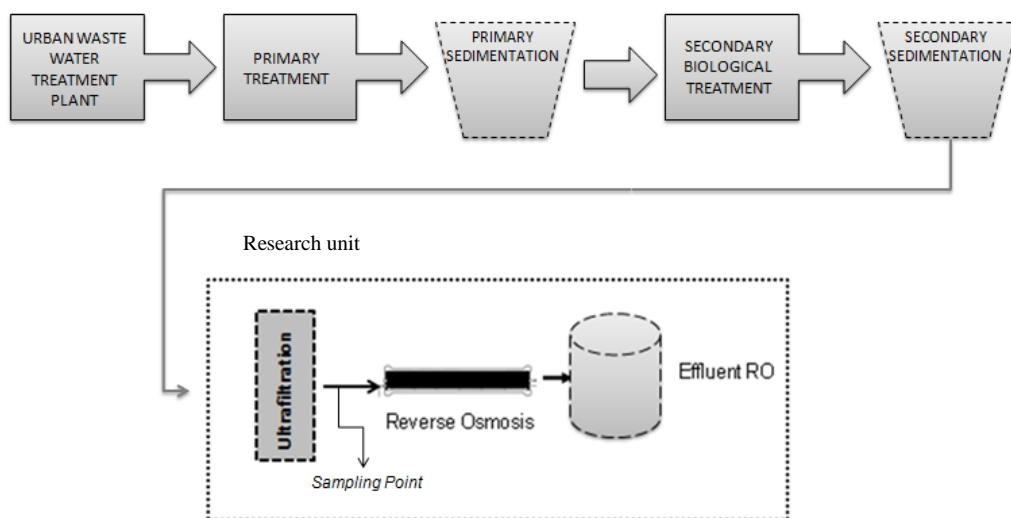 URBAN WASTE
WATER
TREATMENT
PLANT
PRIMARY
TREATMENT
PRIMARY
SEDIMENTATION
SECONDARY
BIOLOGICAL
TREATMENT
SECONDARY
SEDIMENTATION
Research unit
Ultrafiltration
Reverse Osmosis
Effluent RO
Sampling Point